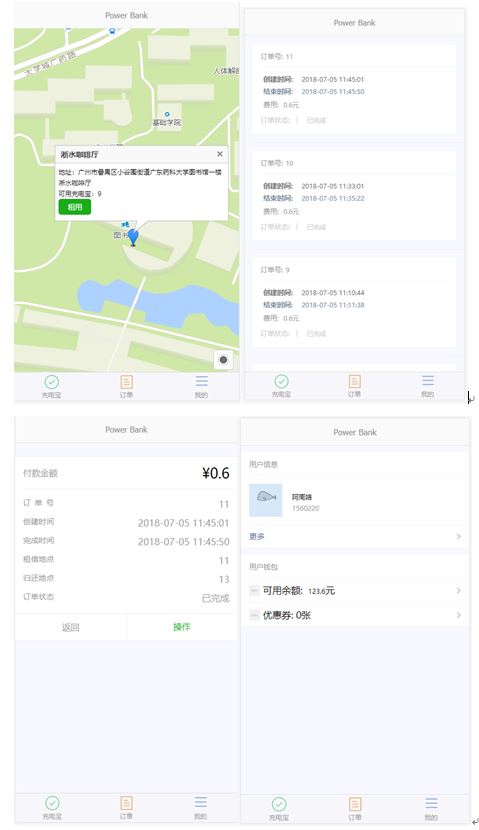 Power Bank
大学城广药路
人体解剖
基础学院
淅水咖啡厅
地址：广州市番禺区小谷围街道广东药科大学图书馆一楼
淅水咖啡厅
可用充电宝：9
租用
图书
充电宝
订单
我的
Power Bank
订单号: 11
创建时间: 2018-07-05 11:45:01
结束时间: 2018-07-05 11:45:50
费用: 0.6元
订单状态: | 已完成
订单号: 10
创建时间: 2018-07-05 11:33:01
结束时间: 2018-07-05 11:35:22
费用: 0.6元
订单状态: | 已完成
订单号: 9
创建时间: 2018-07-05 11:10:44
结束时间: 2018-07-05 11:11:38
费用: 0.6元
订单状态: | 已完成
充电宝
订单
我的
Power Bank
付款金额 ¥0.6
订 单 号 11
创建时间 2018-07-05 11:45:01
完成时间 2018-07-05 11:45:50
租借地点 11
归还地点 13
订单状态 已完成
返回
操作
充电宝
订单
我的
Power Bank
用户信息
1560220
更多
用户钱包
可用余额: 123.6元
优惠券: 0张
充电宝
订单
我的